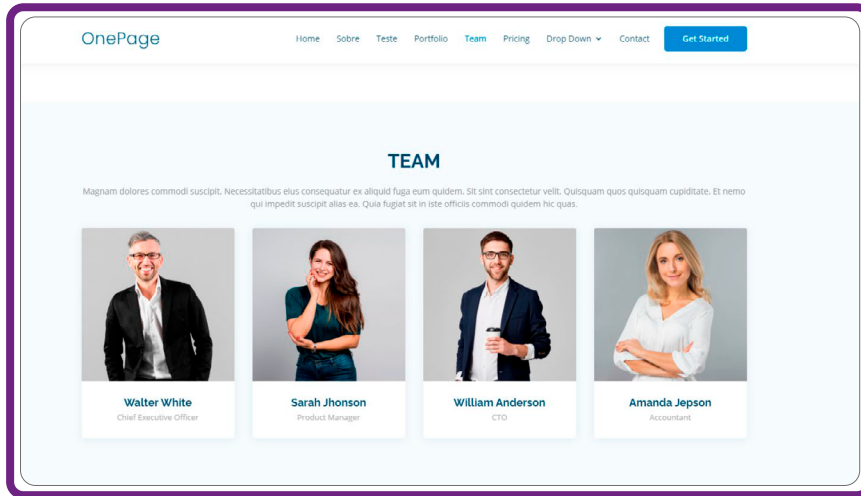 OnePage
Home Sobre Teste Portfolio Team Pricing Drop Down Contact Get Started
TEAM
Magnam dolores commodi suscipit. Necessitatibus eius consequatur ex aliquid fuga eum quidem. Sit sint consectetur velit. Quisquam quos quisquam cupiditate. Et nemo
qui impedit suscipit alias ea. Quia fugiat sit in iste officiis commodi quidem hic quas.
Walter White
Chief Executive Officer
Sarah Jhonson
Product Manager
William Anderson
CTO
Amanda Jepson
Accountant